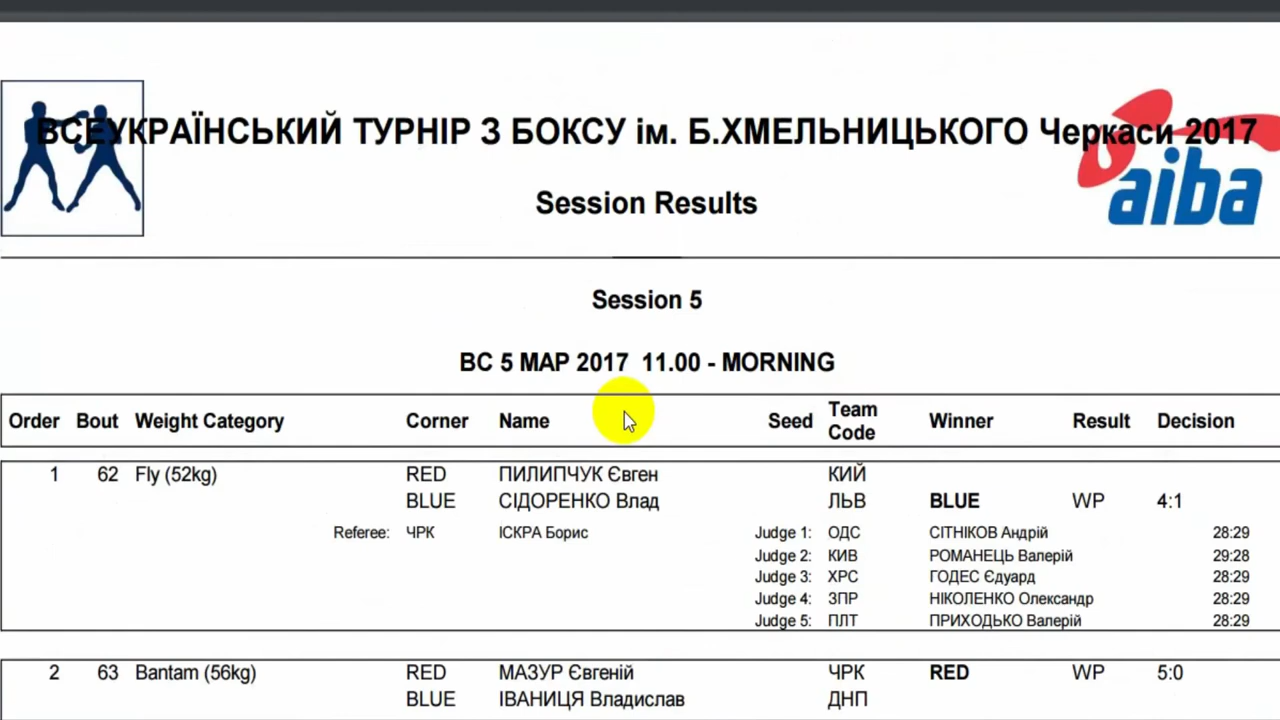 ВСЕУКРАЇНСЬКИЙ ТУРНІР З БОКСУ ім. Б.ХМЕЛЬНИЦЬКОГО Черкаси 2017
aiba
Session Results
Session 5
ВС 5 МАР 2017 11.00 - MORNING
Order Bout Weight Category Corner Name Seed Team Code Winner Result Decision
1 62 Fly (52kg) RED ПИЛИПЧУК Євген КИЙ
BLUE СІДОРЕНКО Влад ЛЬВ BLUE WP 4:1
Referee: ЧРК ІСКРА Борис Judge 1: ОДС СІТНІКОВ Андрій 28:29
Judge 2: КИВ РОМАНЕЦЬ Валерій 29:28
Judge 3: ХРС ГОДЕС Єдуард 28:29
Judge 4: ЗПР НІКОЛЕНКО Олександр 28:29
Judge 5: ПЛТ ПРИХОДЬКО Валерій 28:29
2 63 Bantam (56kg) RED МАЗУР Євгеній ЧРК RED WP 5:0
BLUE ІВАНИЦЯ Владислав ДНП